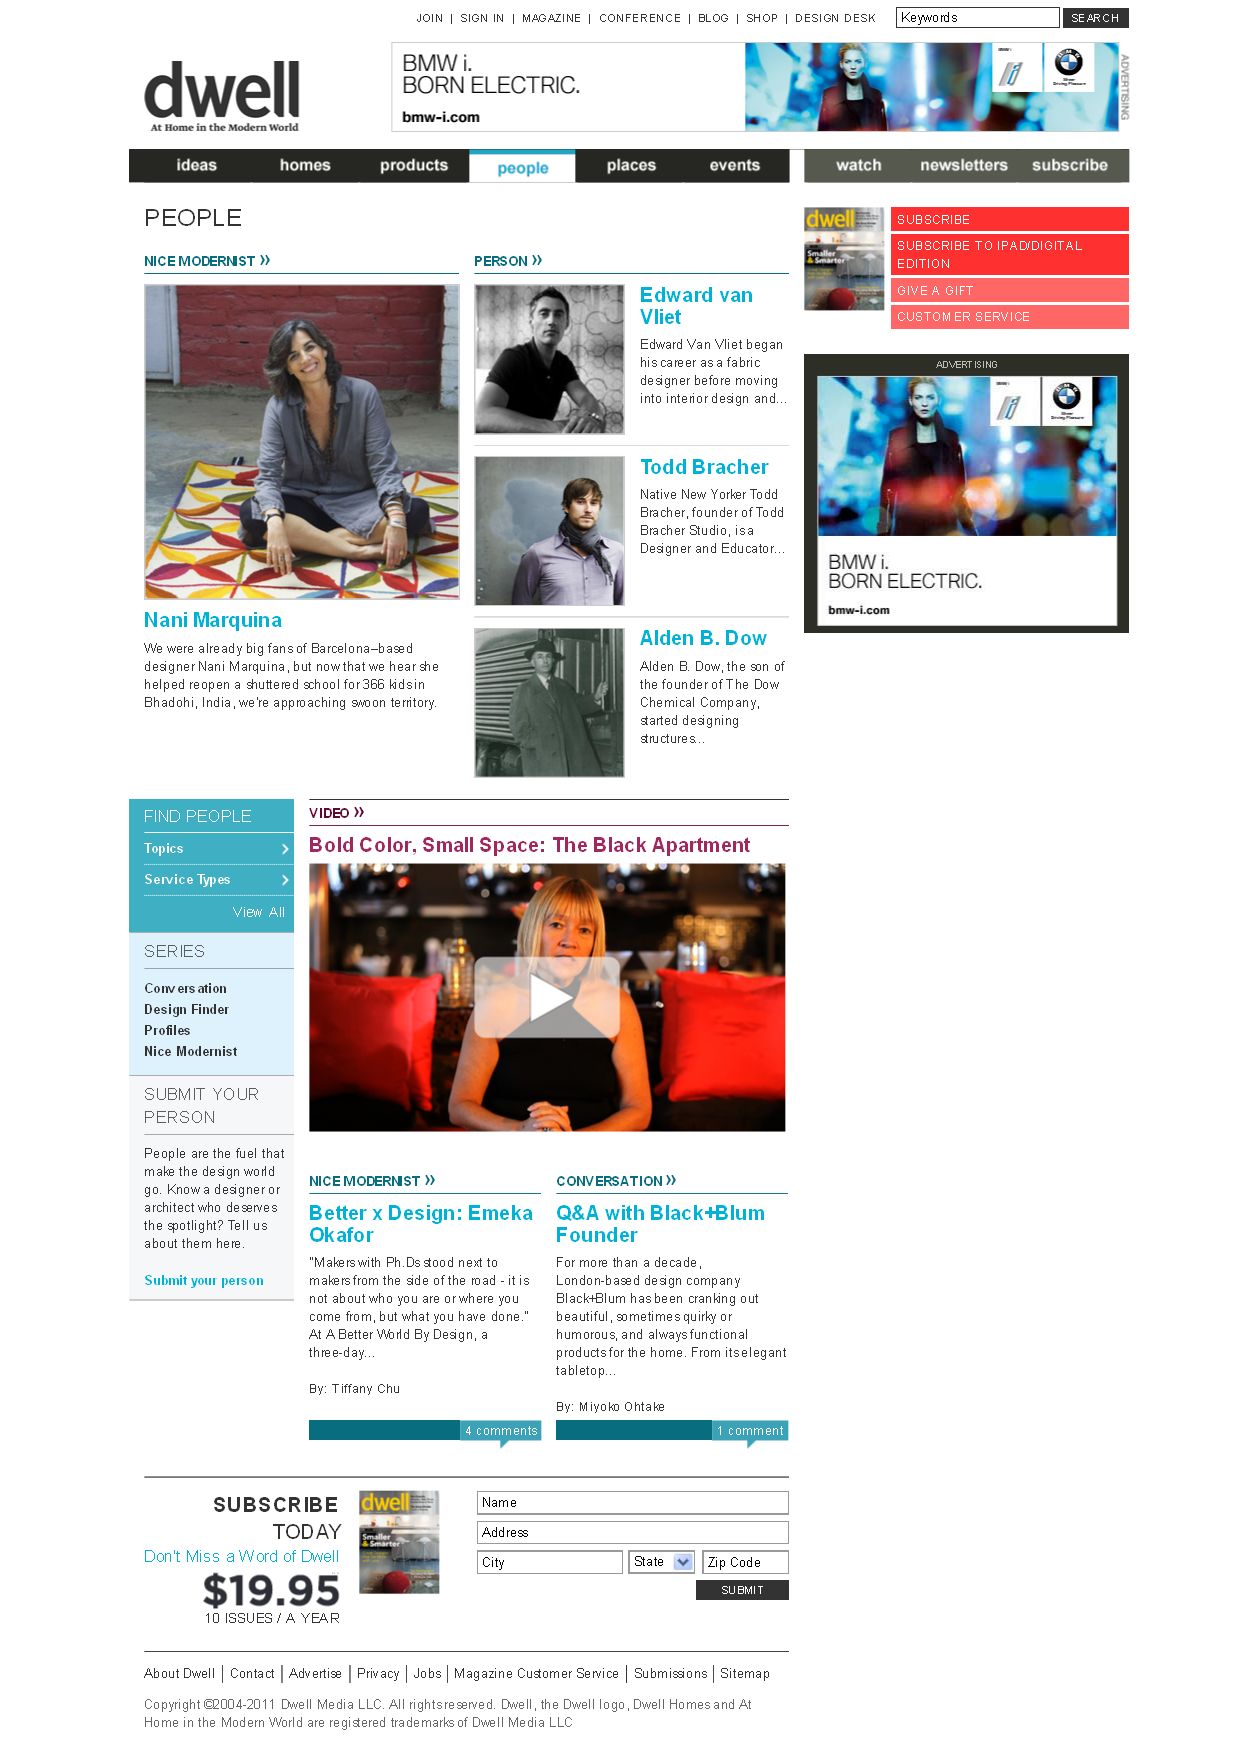 JOIN | SIGN IN | MAGAZINE | CONFERENCE | BLOG | SHOP | DESIGN DESK
Keywords
SEARCH
dwell
At Home in the Modern World
BMW i.
BORN ELECTRIC.
bmw-i.com
ADVERTISING
ideas
homes
products
people
places
events
watch
newsletters
subscribe
PEOPLE
NICE MODERNIST »
Nani Marquina
We were already big fans of Barcelona–based
designer Nani Marquina, but now that we hear she
helped reopen a shuttered school for 366 kids in
Bhadohi, India, we're approaching swoon territory.
PERSON »
Edward van
Vliet
Edward Van Vliet began
his career as a fabric
designer before moving
into interior design and...
Todd Bracher
Native New Yorker Todd
Bracher, founder of Todd
Bracher Studio, is a
Designer and Educator...
Alden B. Dow
Alden B. Dow, the son of
the founder of The Dow
Chemical Company,
started designing
structures...
dwell
Smaller
& Smarter
SUBSCRIBE
SUBSCRIBE TO IPAD/DIGITAL
EDITION
GIVE A GIFT
CUSTOMER SERVICE
ADVERTISING
BMW i.
BORN ELECTRIC.
bmw-i.com
FIND PEOPLE
Topics
Service Types
View All
SERIES
Conversation
Design Finder
Profiles
Nice Modernist
SUBMIT YOUR
PERSON
People are the fuel that
make the design world
go. Know a designer or
architect who deserves
the spotlight? Tell us
about them here.
Submit your person
VIDEO »
Bold Color, Small Space: The Black Apartment
NICE MODERNIST »
Better x Design: Emeka
Okafor
"Makers with Ph.Ds stood next to
makers from the side of the road - it is
not about who you are or where you
come from, but what you have done."
At A Better World By Design, a
three-day...
By: Tiffany Chu
4 comments
CONVERSATION »
Q&A with Black+Blum
Founder
For more than a decade,
London-based design company
Black+Blum has been cranking out
beautiful, sometimes quirky or
humorous, and always functional
products for the home. From its elegant
tabletop...
By: Miyoko Ohtake
1 comment
SUBSCRIBE
TODAY
Don't Miss a Word of Dwell
$19.95
10 ISSUES / A YEAR
dwell
Smaller
& Smarter
Name
Address
City
State
Zip Code
SUBMIT
About Dwell | Contact | Advertise | Privacy | Jobs | Magazine Customer Service | Submissions | Sitemap
Copyright ©2004-2011 Dwell Media LLC. All rights reserved. Dwell, the Dwell logo, Dwell Homes and At
Home in the Modern World are registered trademarks of Dwell Media LLC